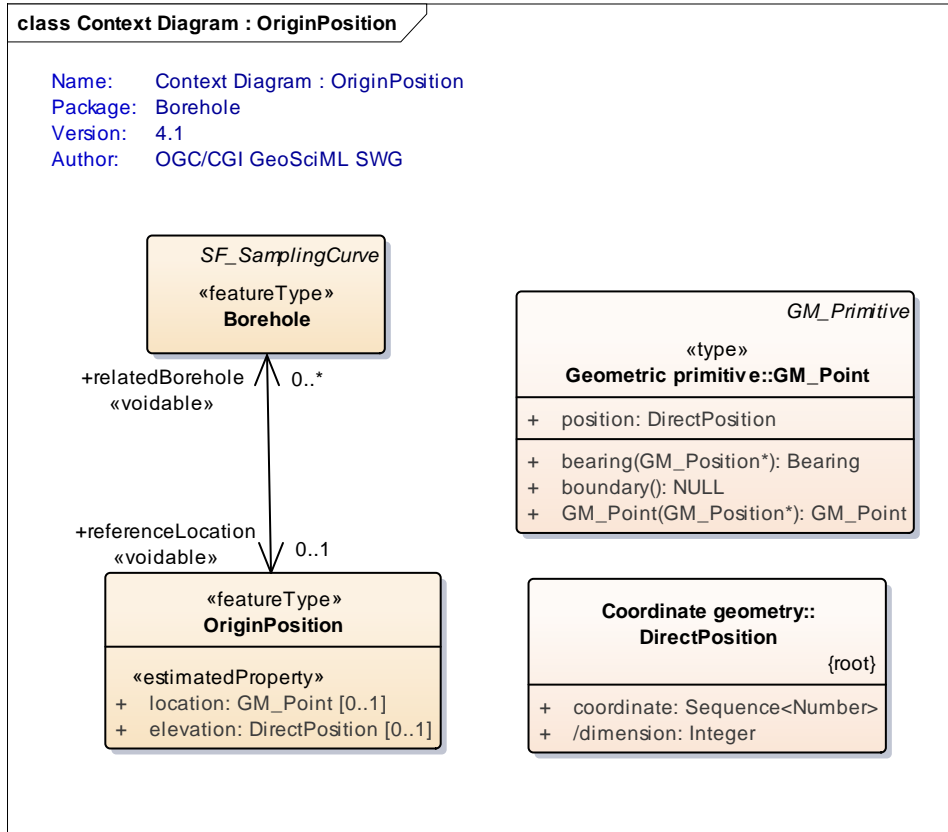 class Context Diagram : OriginPosition
Name: Context Diagram : OriginPosition
Package: Borehole
Version: 4.1
Author: OGC/CGI GeoSciML SWG
SF_SamplingCurve
«featureType»
Borehole
+relatedBorehole 0..*
«voidable»
+referenceLocation
«voidable» 0..1
«featureType»
OriginPosition
«estimatedProperty»
+ location: GM_Point [0..1]
+ elevation: DirectPosition [0..1]
GM_Primitive
«type»
Geometric primitive::GM_Point
+ position: DirectPosition
+ bearing(GM_Position*): Bearing
+ boundary(): NULL
+ GM_Point(GM_Position*): GM_Point
Coordinate geometry::
DirectPosition
{root}
+ coordinate: Sequence<Number>
+ /dimension: Integer